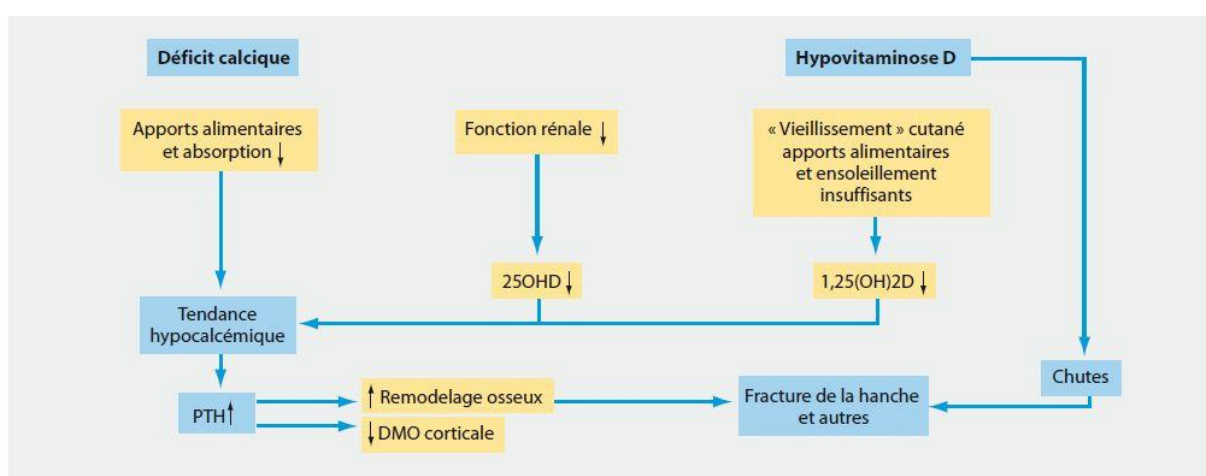 Déficit calcique
Hypovitaminose D
Apports alimentaires
et absorption ↓
Fonction rénale ↓
« Vieillissement » cutané
apports alimentaires
et ensoleillement
insuffisants
25OHD ↓
1,25(OH)2D ↓
Tendance
hypocalcémique
Chutes
PTH↑
↑ Remodelage osseux
↓ DMO corticale
Fracture de la hanche
et autres